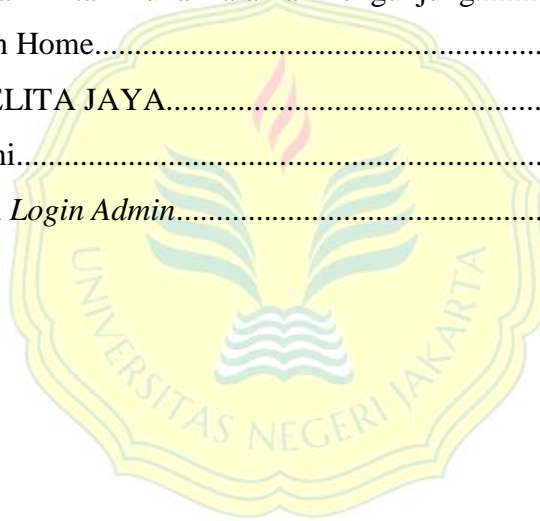 n Home
ELITA JAYA
ni
Login Admin
UNIVERSITAS NEGERI JAKARTA